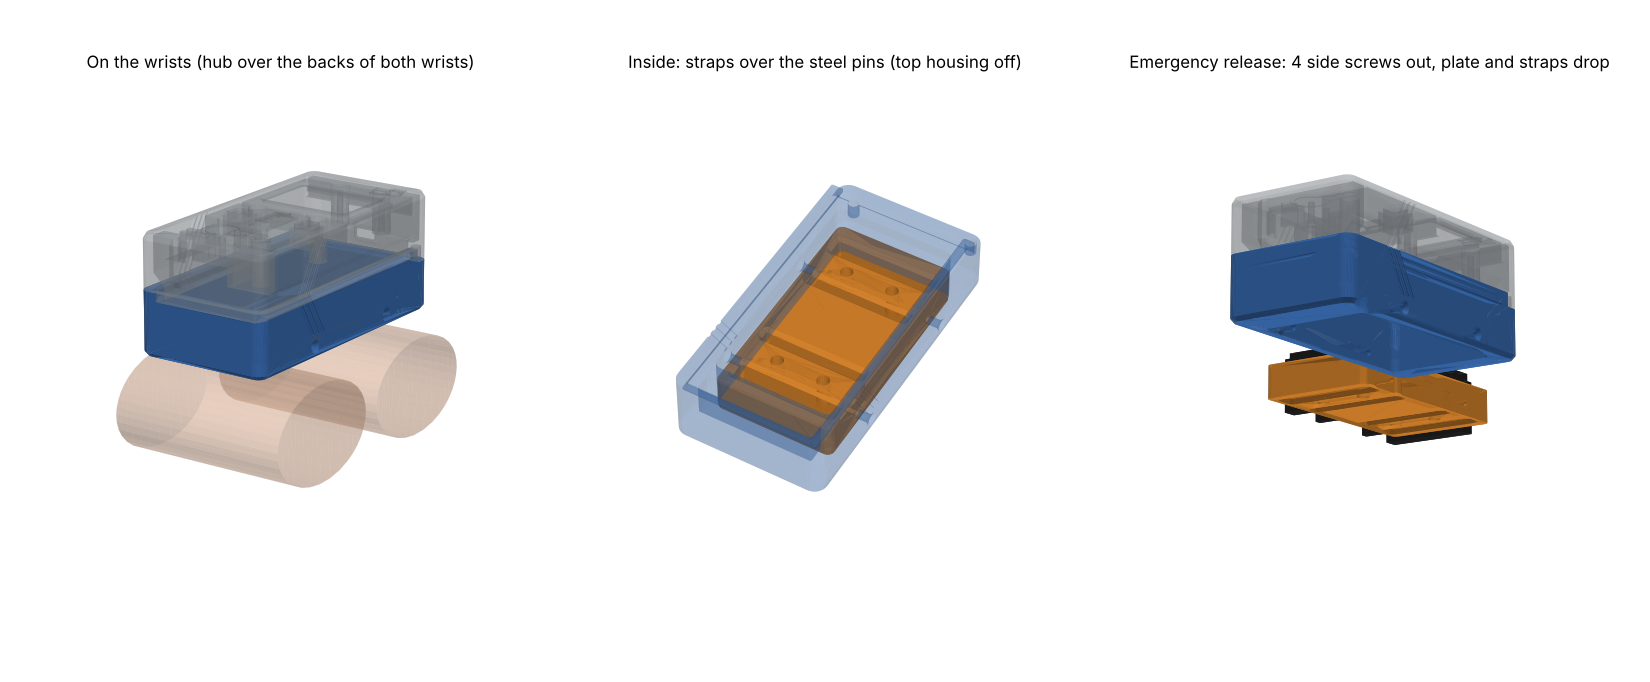 On the wrists (hub over the backs of both wrists)
Inside: straps over the steel pins (top housing off)
Emergency release: 4 side screws out, plate and straps drop